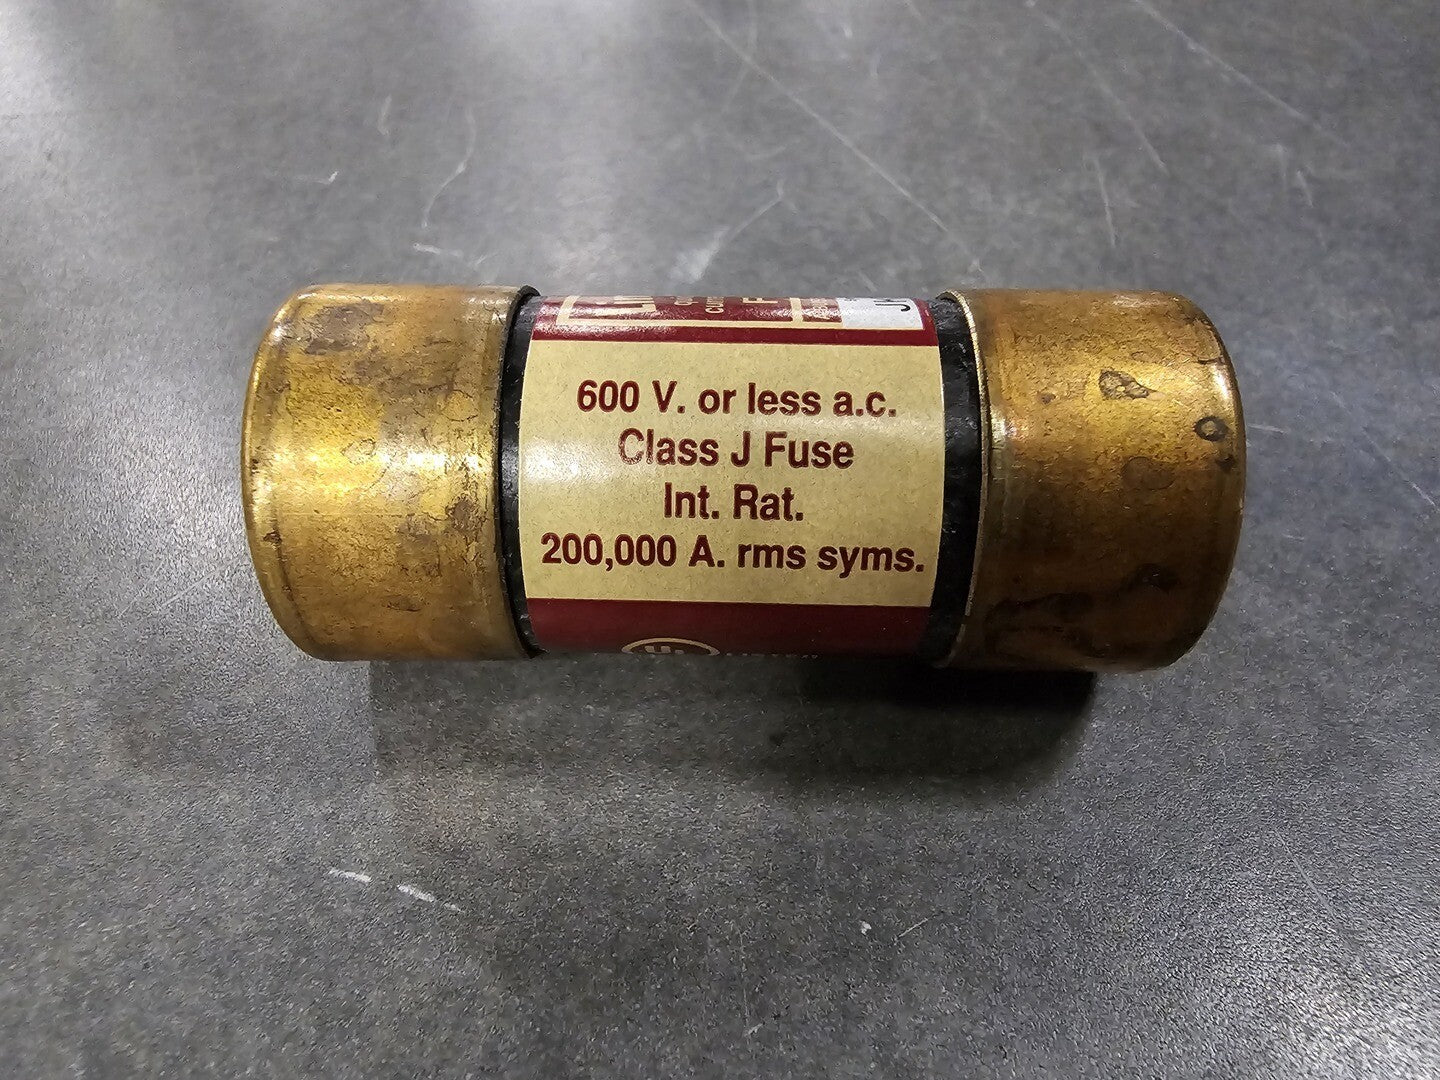 600 V. or less a.c.
Class J Fuse
Int. Rat.
200,000 A. rms syms.